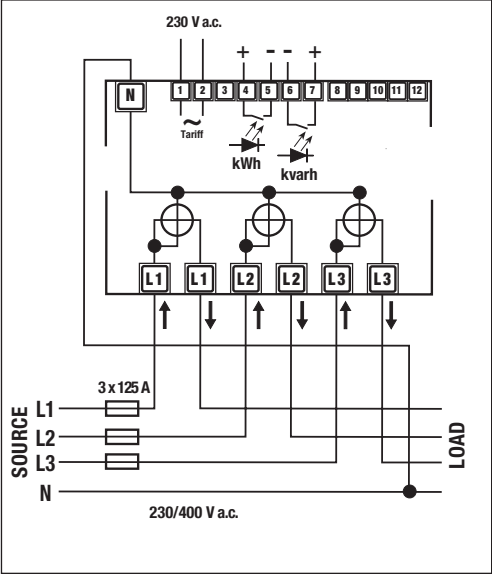 230 V a.c.
+ - - +
N 1 2 3 4 5 6 7 8 9 10 11 12
~
Tariff
kWh
kvarh
L1 L1 L2 L2 L3 L3
3 x 125 A
SOURCE
L1
L2
L3
N
LOAD
230/400 V a.c.